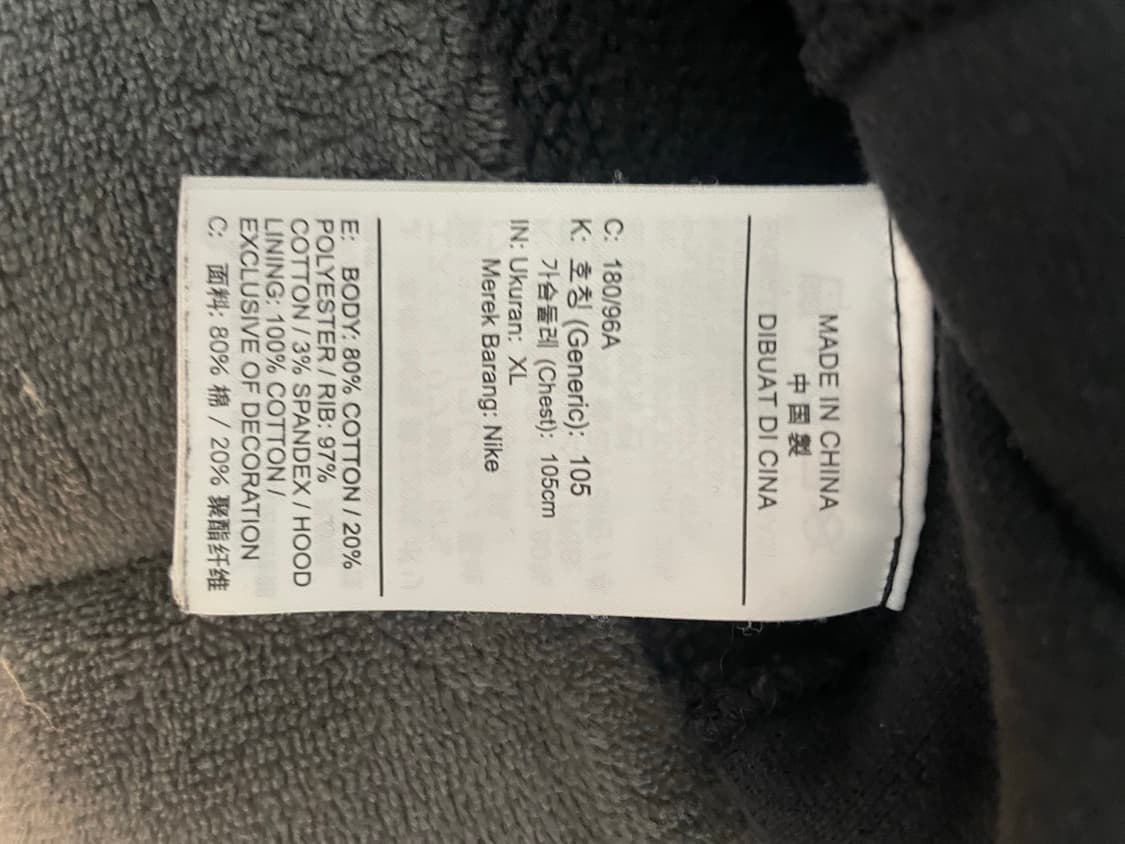 MADE IN CHINA
中國製
DIBUAT DI CINA
C: 180/96A
K: 호칭 (Generic): 105
가슴둘레 (Chest): 105cm
IN: Ukuran: XL
Merek Barang: Nike
E: BODY: 80% COTTON / 20%
POLYESTER / RIB: 97%
COTTON / 3% SPANDEX / HOOD
LINING: 100% COTTON /
EXCLUSIVE OF DECORATION
C: 面料: 80% 棉 / 20% 聚酯纤维